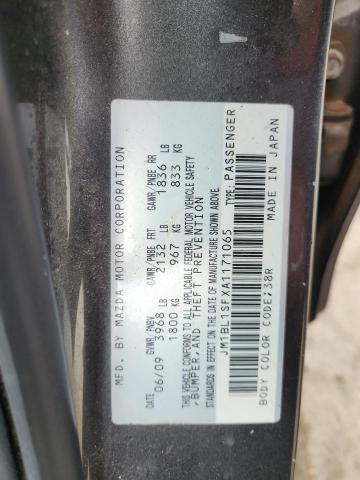 MFD. BY MAZDA MOTOR CORPORATION
DATE GVWR/PNBV GAWR/PNBE FRT GAWR/PNBE RR
06/09 3968 LB 2132 LB 1836 LB
1800 KG 967 KG 833 KG
THIS VEHICLE CONFORMS TO ALL APPLICABLE FEDERAL MOTOR VEHICLE SAFETY
,BUMPER,AND THEFT PREVENTION
STANDARDS IN EFFECT ON THE DATE OF MANUFACTURE SHOWN ABOVE.
JM1BL1SFXA1171065 TYPE: PASSENGER
BODY COLOR CODE;38R MADE IN JAPAN